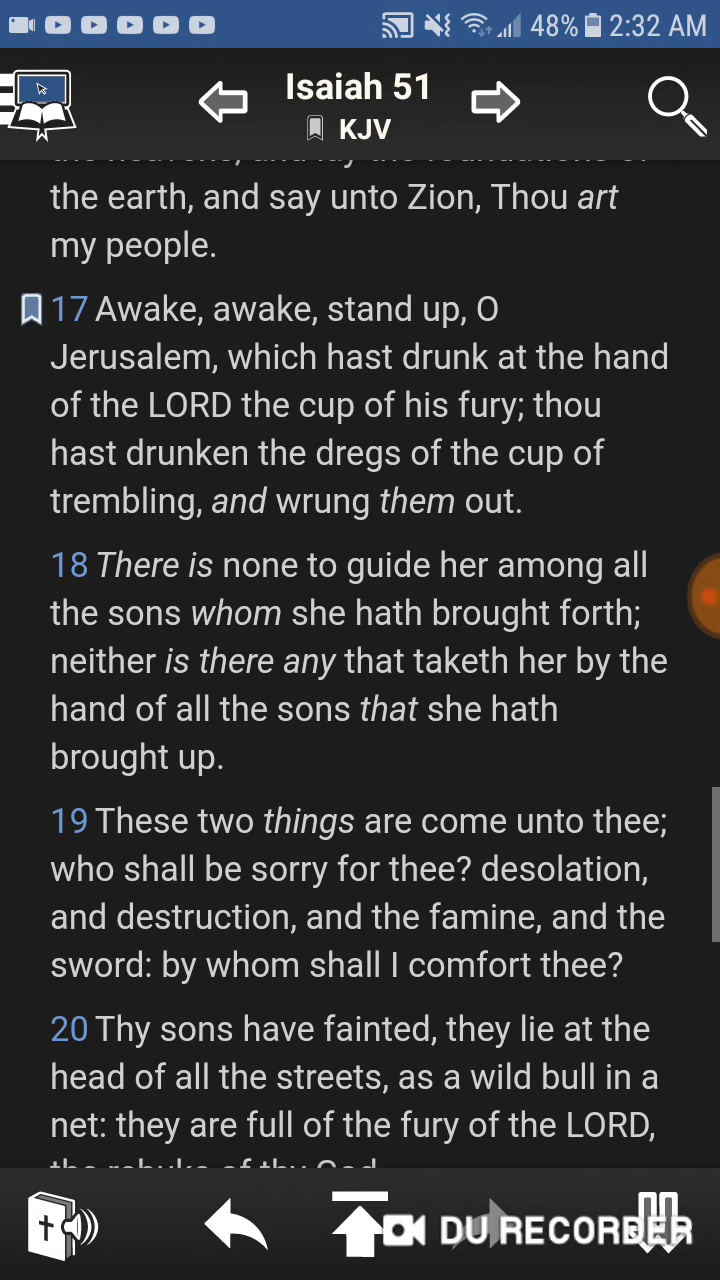 48% 2:32 AM
Isaiah 51
KJV
the earth, and say unto Zion, Thou art
my people.
17 Awake, awake, stand up, O
Jerusalem, which hast drunk at the hand
of the LORD the cup of his fury; thou
hast drunken the dregs of the cup of
trembling, and wrung them out.
18 There is none to guide her among all
the sons whom she hath brought forth;
neither is there any that taketh her by the
hand of all the sons that she hath
brought up.
19 These two things are come unto thee;
who shall be sorry for thee? desolation,
and destruction, and the famine, and the
sword: by whom shall I comfort thee?
20 Thy sons have fainted, they lie at the
head of all the streets, as a wild bull in a
net: they are full of the fury of the LORD,
the rebuke of thy God.
DU RECORDER